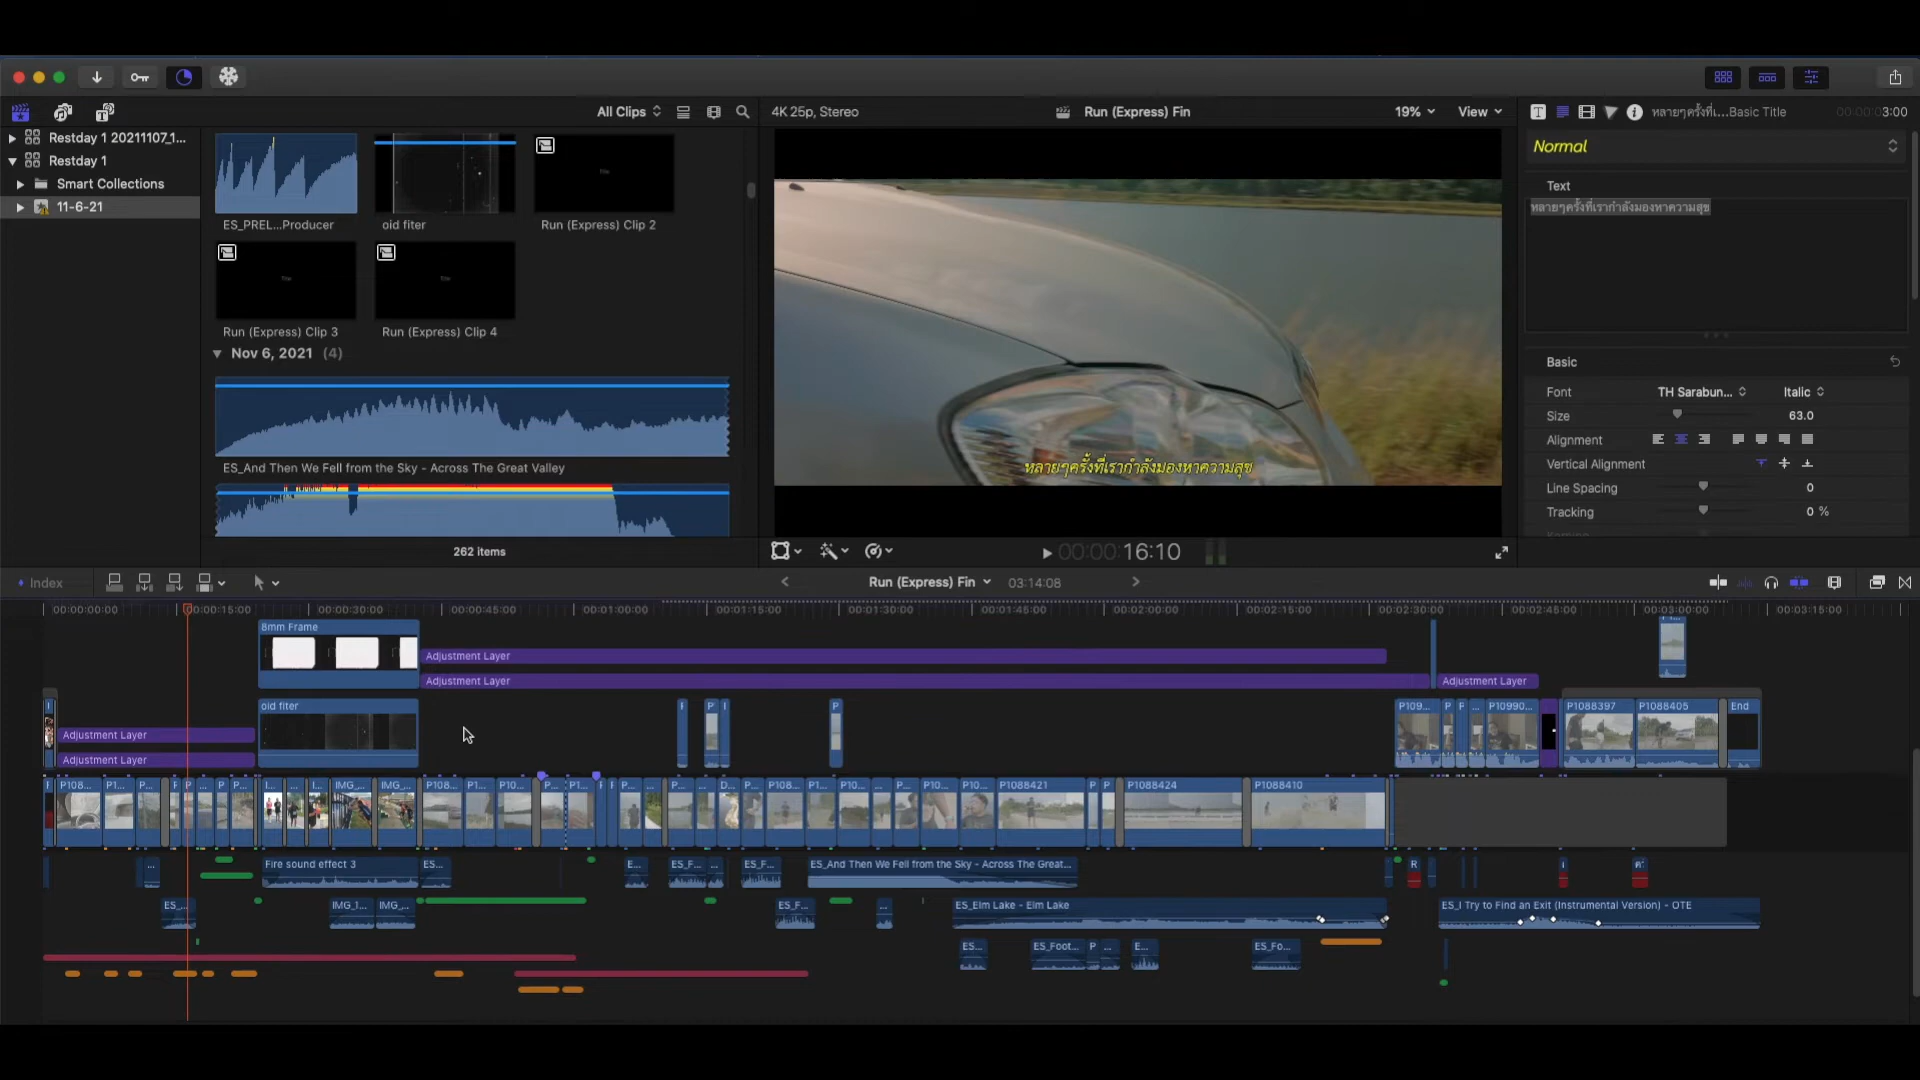 All Clips
4K 25p, Stereo
Run (Express) Fin
19%
View
หลายๆครั้งที่เ...Basic Title
00:00:03:00
Restday 1 20211107_1...
Restday 1
Smart Collections
11-6-21
ES_PREL...Producer
oid fiter
Run (Express) Clip 2
Run (Express) Clip 3
Run (Express) Clip 4
Nov 6, 2021 (4)
ES_And Then We Fell from the Sky - Across The Great Valley
262 items
หลายๆครั้งที่เรากำลังมองหาความสุข
00:00:16:10
Normal
Text
หลายๆครั้งที่เรากำลังมองหาความสุข
Basic
Font
TH Sarabun...
Italic
Size
63.0
Alignment
Vertical Alignment
Line Spacing
0
Tracking
0 %
Index
Run (Express) Fin
03:14:08
00:00:00:00
00:00:15:00
00:00:30:00
00:00:45:00
00:01:00:00
00:01:15:00
00:01:30:00
00:01:45:00
00:02:00:00
00:02:15:00
00:02:30:00
00:02:45:00
00:03:00:00
00:03:15:00
8mm Frame
Adjustment Layer
Adjustment Layer
Adjustment Layer
oid fiter
P
P
P109...
P
F
...
P10990...
P1088397
P1088405
End
Adjustment Layer
Adjustment Layer
P108...
P1...
P...
P
...
P
P...
...
I...
IMG_...
IMG_...
P108...
P1...
P10...
P...
P1...
P...
...
P...
...
D...
P...
P108...
P1...
P10...
...
P...
P10...
P10...
P1088421
P
P
P1088424
P1088410
...
Fire sound effect 3
ES...
E...
ES_F...
...
ES_F...
ES_And Then We Fell from the Sky - Across The Great...
R
ES_...
IMG_1...
IMG_...
ES_F...
...
ES_Elm Lake - Elm Lake
ES_I Try to Find an Exit (Instrumental Version) - OTE
ES...
ES_Foot...
P
...
E...
ES_Fo...